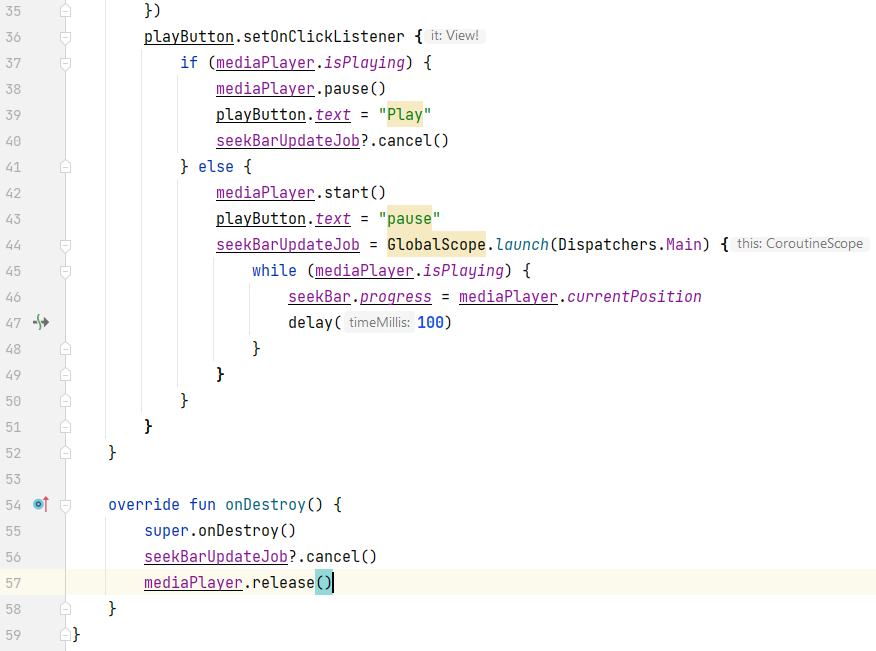 35 })
36 playButton.setOnClickListener { it: View!
37 if (mediaPlayer.isPlaying) {
38 mediaPlayer.pause()
39 playButton.text = "Play"
40 seekBarUpdateJob?.cancel()
41 } else {
42 mediaPlayer.start()
43 playButton.text = "pause"
44 seekBarUpdateJob = GlobalScope.launch(Dispatchers.Main) { this: CoroutineScope
45 while (mediaPlayer.isPlaying) {
46 seekBar.progress = mediaPlayer.currentPosition
47 delay( timeMillis: 100)
48 }
49 }
50 }
51 }
52 }
53
54 override fun onDestroy() {
55 super.onDestroy()
56 seekBarUpdateJob?.cancel()
57 mediaPlayer.release()
58 }
59 }